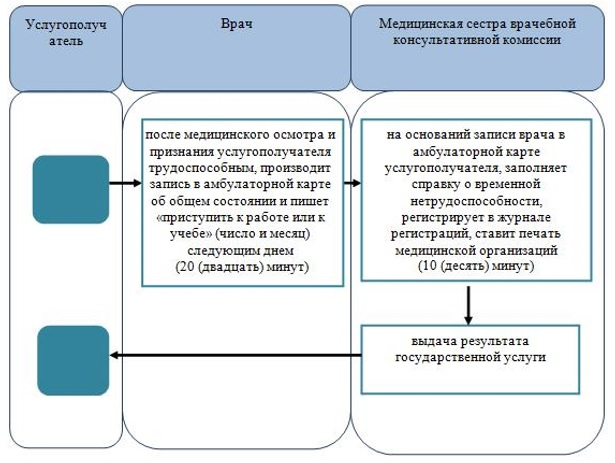 Услугополуч
атель
Врач
Медицинская сестра врачебной
консультативной комиссии
после медицинского осмотра и
признания услугополучателя
трудоспособным, производит
запись в амбулаторной карте
об общем состоянии и пишет
«приступить к работе или к
учебе» (число и месяц)
следующим днем
(20 (двадцать) минут)
на оснований записи врача в
амбулаторной карте
услугополучателя, заполняет
справку о временной
нетрудоспособности,
регистрирует в журнале
регистраций, ставит печать
медицинской организаций
(10 (десять) минут)
выдача результата
государственной услуги